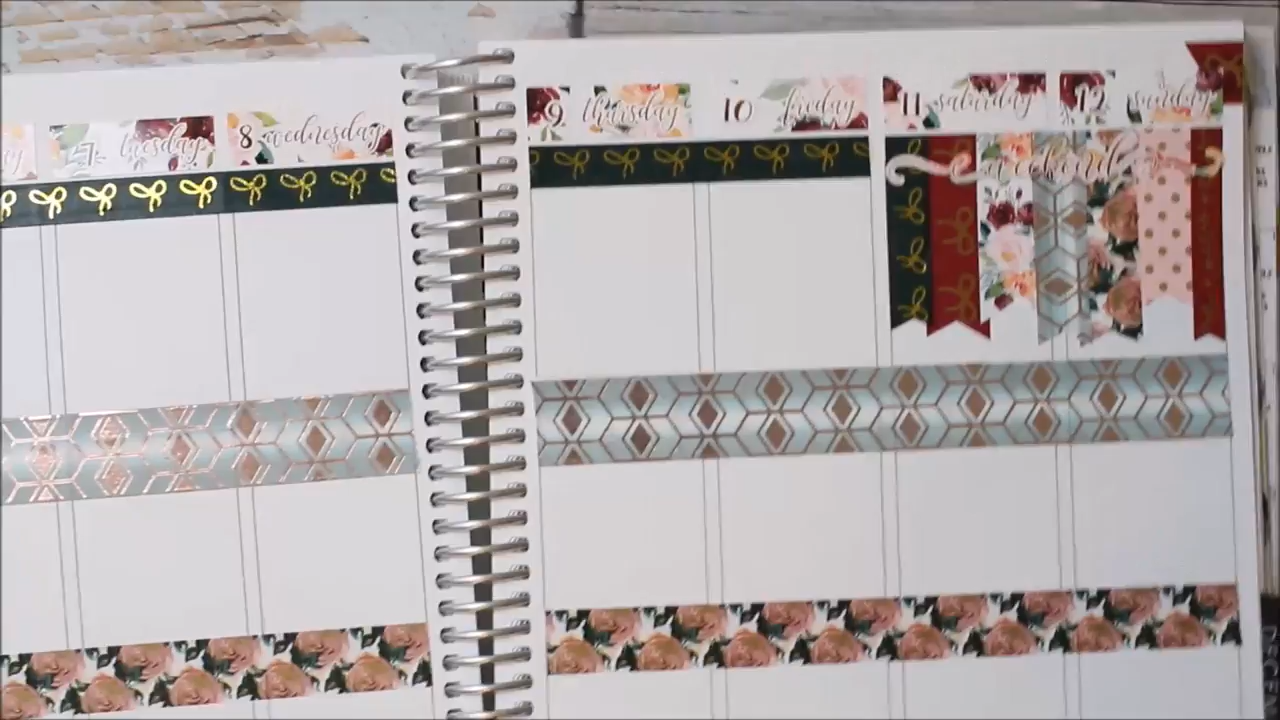 7 tuesday
8 wednesday
9 thursday
10 friday
11 saturday
12 sunday
weekend